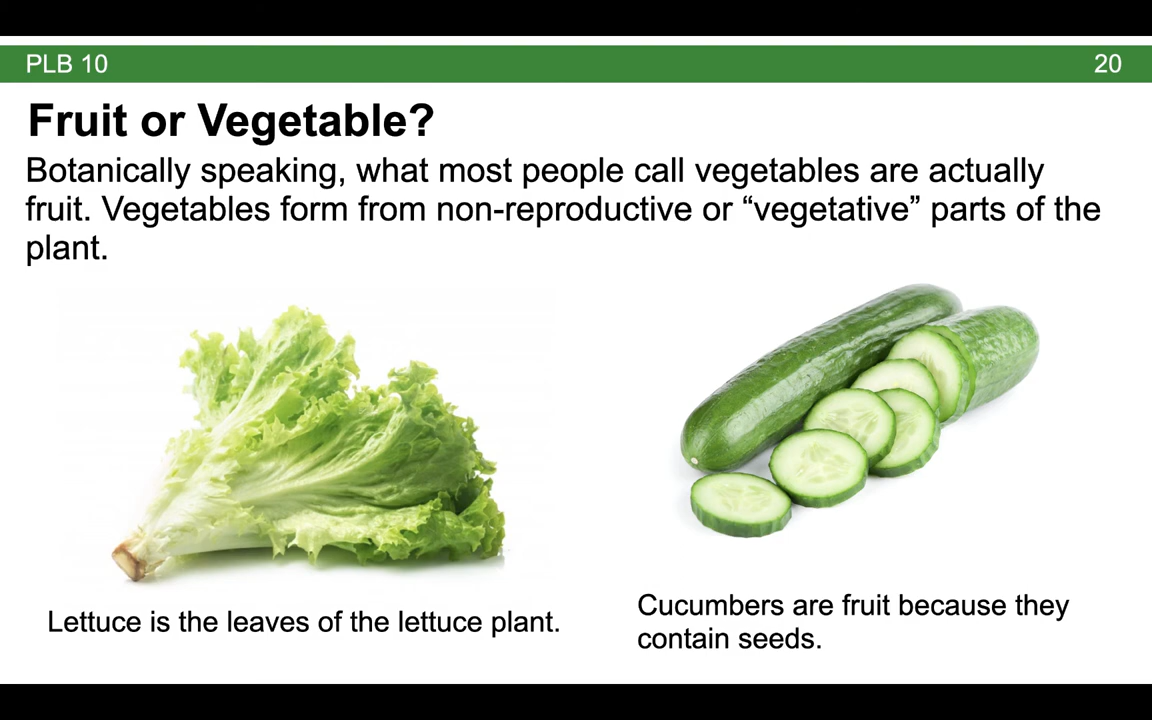 PLB 10
20
Fruit or Vegetable?
Botanically speaking, what most people call vegetables are actually
fruit. Vegetables form from non-reproductive or “vegetative” parts of the
plant.
Lettuce is the leaves of the lettuce plant.
Cucumbers are fruit because they
contain seeds.